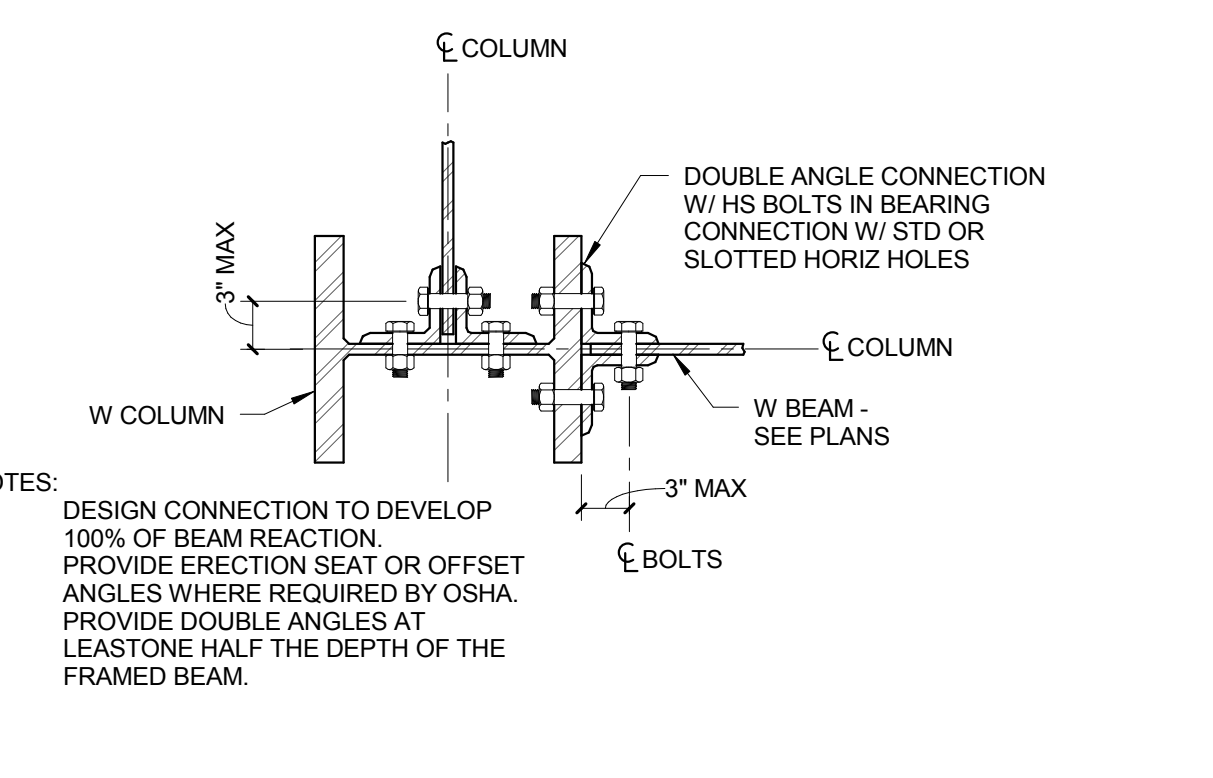 ℄ COLUMN
DOUBLE ANGLE CONNECTION
W/ HS BOLTS IN BEARING
CONNECTION W/ STD OR
SLOTTED HORIZ HOLES
3" MAX
℄ COLUMN
W COLUMN
W BEAM -
SEE PLANS
3" MAX
℄ BOLTS
OTES:
DESIGN CONNECTION TO DEVELOP
100% OF BEAM REACTION.
PROVIDE ERECTION SEAT OR OFFSET
ANGLES WHERE REQUIRED BY OSHA.
PROVIDE DOUBLE ANGLES AT
LEASTONE HALF THE DEPTH OF THE
FRAMED BEAM.